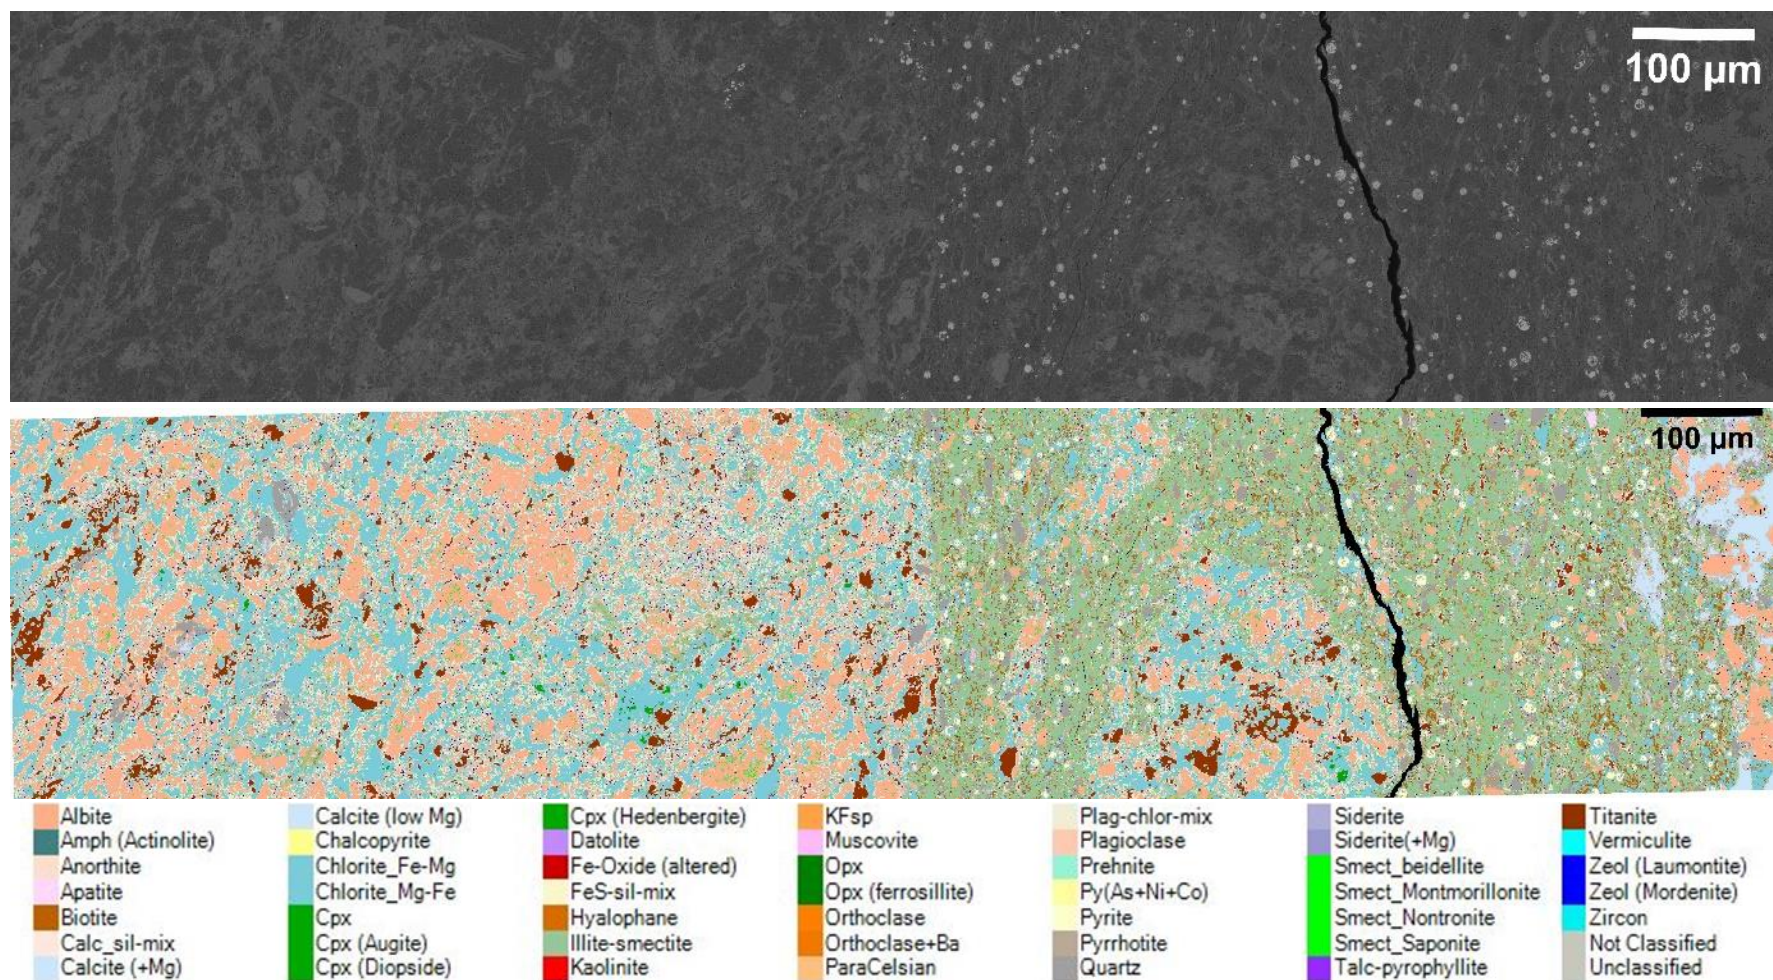 100 µm
100 µm
Albite
Amph (Actinolite)
Anorthite
Apatite
Biotite
Calc_sil-mix
Calcite (+Mg)
Calcite (low Mg)
Chalcopyrite
Chlorite_Fe-Mg
Chlorite_Mg-Fe
Cpx
Cpx (Augite)
Cpx (Diopside)
Cpx (Hedenbergite)
Datolite
Fe-Oxide (altered)
FeS-sil-mix
Hyalophane
Illite-smectite
Kaolinite
KFsp
Muscovite
Opx
Opx (ferrosillite)
Orthoclase
Orthoclase+Ba
ParaCelsian
Plag-chlor-mix
Plagioclase
Prehnite
Py(As+Ni+Co)
Pyrite
Pyrrhotite
Quartz
Siderite
Siderite(+Mg)
Smect_beidellite
Smect_Montmorillonite
Smect_Nontronite
Smect_Saponite
Talc-pyrophyllite
Titanite
Vermiculite
Zeol (Laumontite)
Zeol (Mordenite)
Zircon
Not Classified
Unclassified